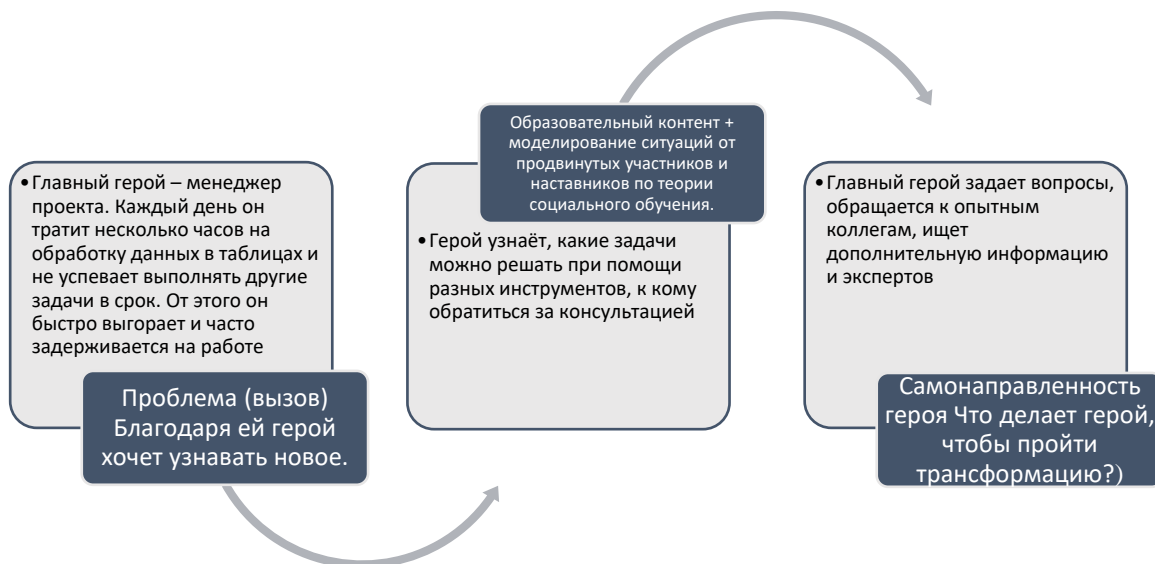 •Главный герой – менеджер
проекта. Каждый день он
тратит несколько часов на
обработку данных в таблицах и
не успевает выполнять другие
задачи в срок. От этого он
быстро выгорает и часто
задерживается на работе
Проблема (вызов)
Благодаря ей герой
хочет узнавать новое.
Образовательный контент +
моделирование ситуаций от
продвинутых участников и
наставников по теории
социального обучения.
•Герой узнаёт, какие задачи
можно решать при помощи
разных инструментов, к кому
обратиться за консультацией
•Главный герой задает вопросы,
обращается к опытным
коллегам, ищет
дополнительную информацию
и экспертов
Самонаправленность
героя Что делает герой,
чтобы пройти
трансформацию?)